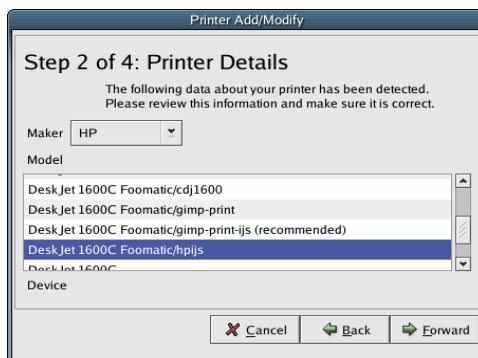 Printer Add/Modify
Step 2 of 4: Printer Details
The following data about your printer has been detected.
Please review this information and make sure it is correct.
Maker HP
Model
DeskJet 1600C Foomatic/cdj1600
DeskJet 1600C Foomatic/gimp-print
DeskJet 1600C Foomatic/gimp-print-ijs (recommended)
DeskJet 1600C Foomatic/hpijs
DeskJet 1600C
Device
Cancel
Back
Forward